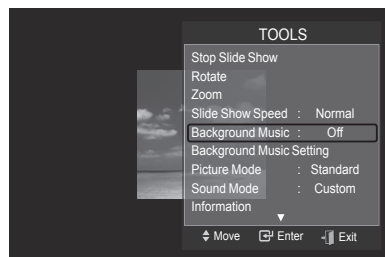 TOOLS
Stop Slide Show
Rotate
Zoom
Slide Show Speed : Normal
Background Music : Off
Background Music Setting
Picture Mode : Standard
Sound Mode : Custom
Information
Move Enter Exit